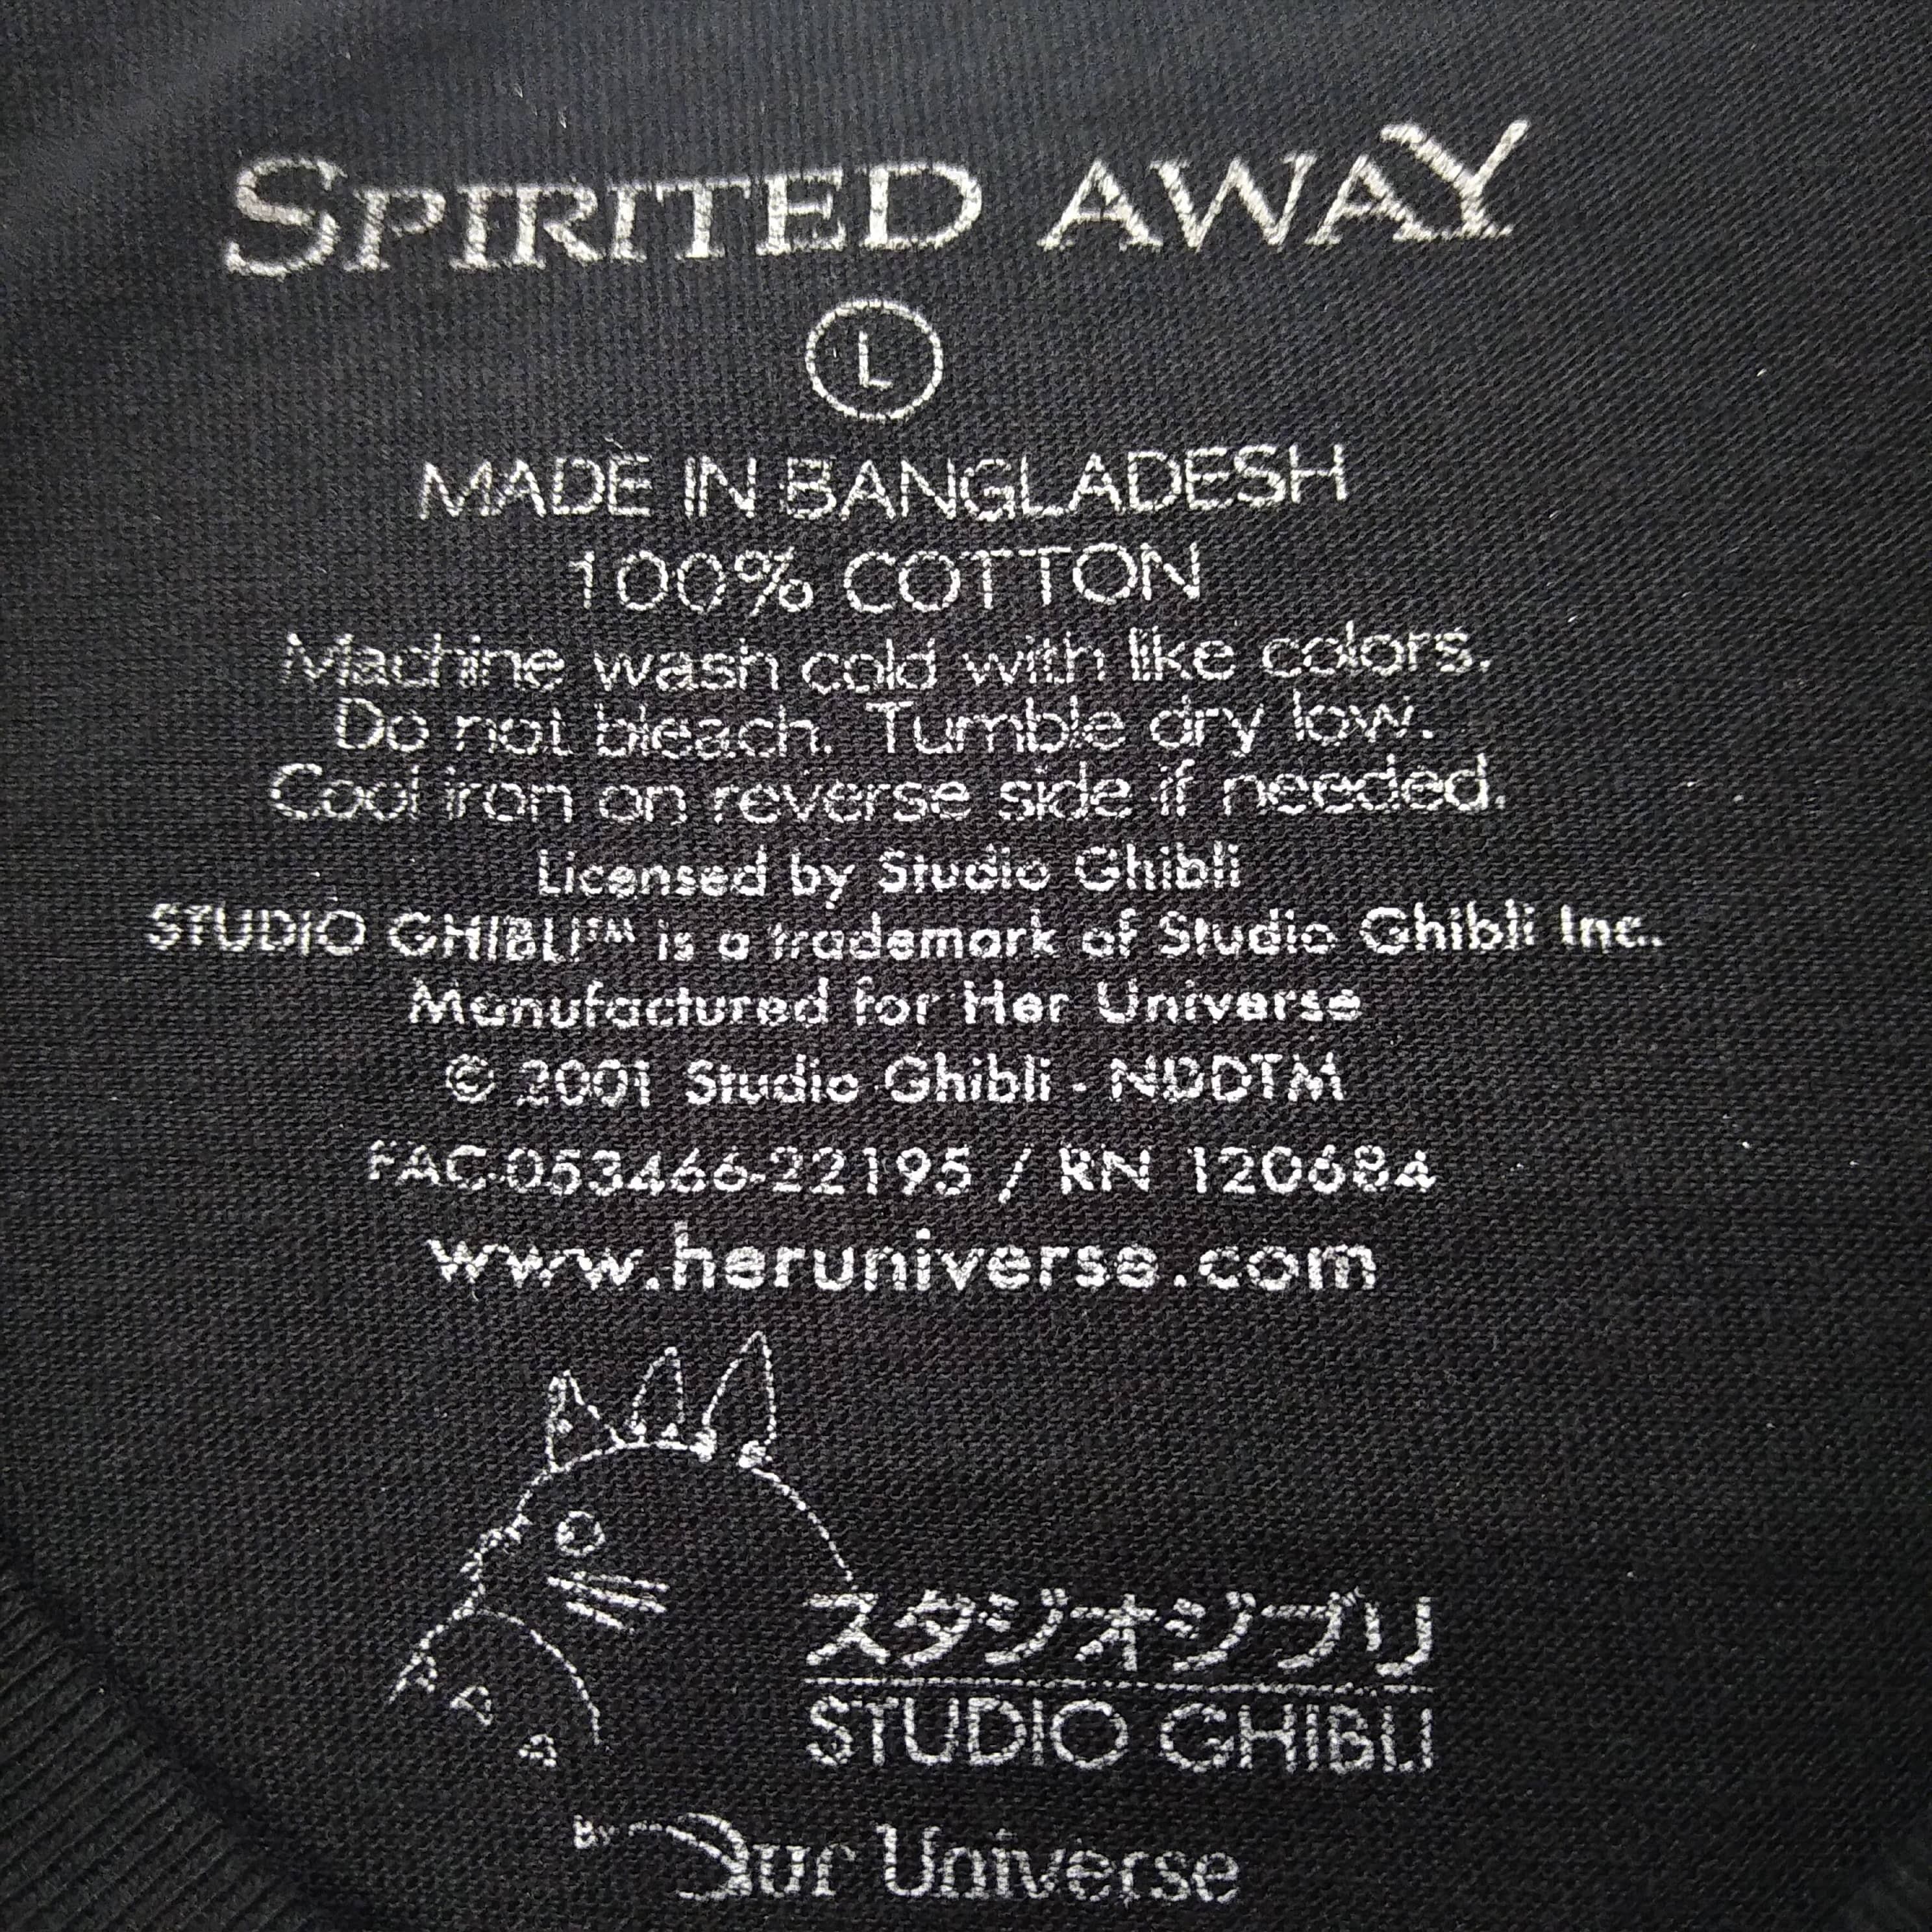 SPIRITED AWAY
L
MADE IN BANGLADESH
100% COTTON
Machine wash cold with like colors.
Do not bleach. Tumble dry low.
Cool iron on reverse side if needed.
Licensed by Studio Ghibli
STUDIO GHIBLI™ is a trademark of Studio Ghibli Inc..
Manufactured for Her Universe
© 2001 Studio Ghibli - NDDTM
FAC-053466-22195 / RN 120684
www.heruniverse.com
スタジオジブリ
STUDIO GHIBLI
By Our Universe